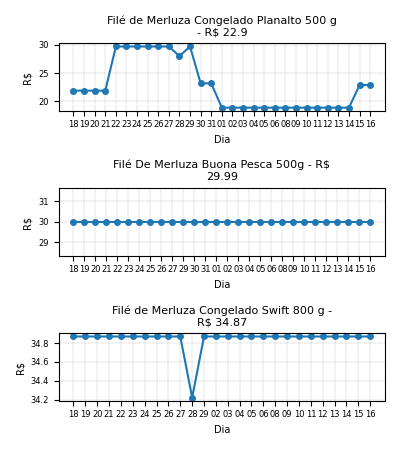 Filé de Merluza Congelado Planalto 500 g
- R$ 22.9
30
25
20
R$
18 19 20 21 22 23 24 25 26 27 28 29 30 31 01 02 03 04 05 06 08 09 10 11 12 13 14 15 16
Dia
Filé De Merluza Buona Pesca 500g - R$
29.99
31
30
29
R$
18 19 20 21 22 23 24 25 26 27 28 30 31 01 02 03 04 05 06 08 09 10 11 12 13 14 15 16
Dia
Filé de Merluza Congelado Swift 800 g -
R$ 34.87
34.8
34.6
34.4
34.2
R$
18 19 20 21 22 23 24 25 26 27 28 29 02 03 04 05 06 08 09 10 11 12 13 14 15 16
Dia